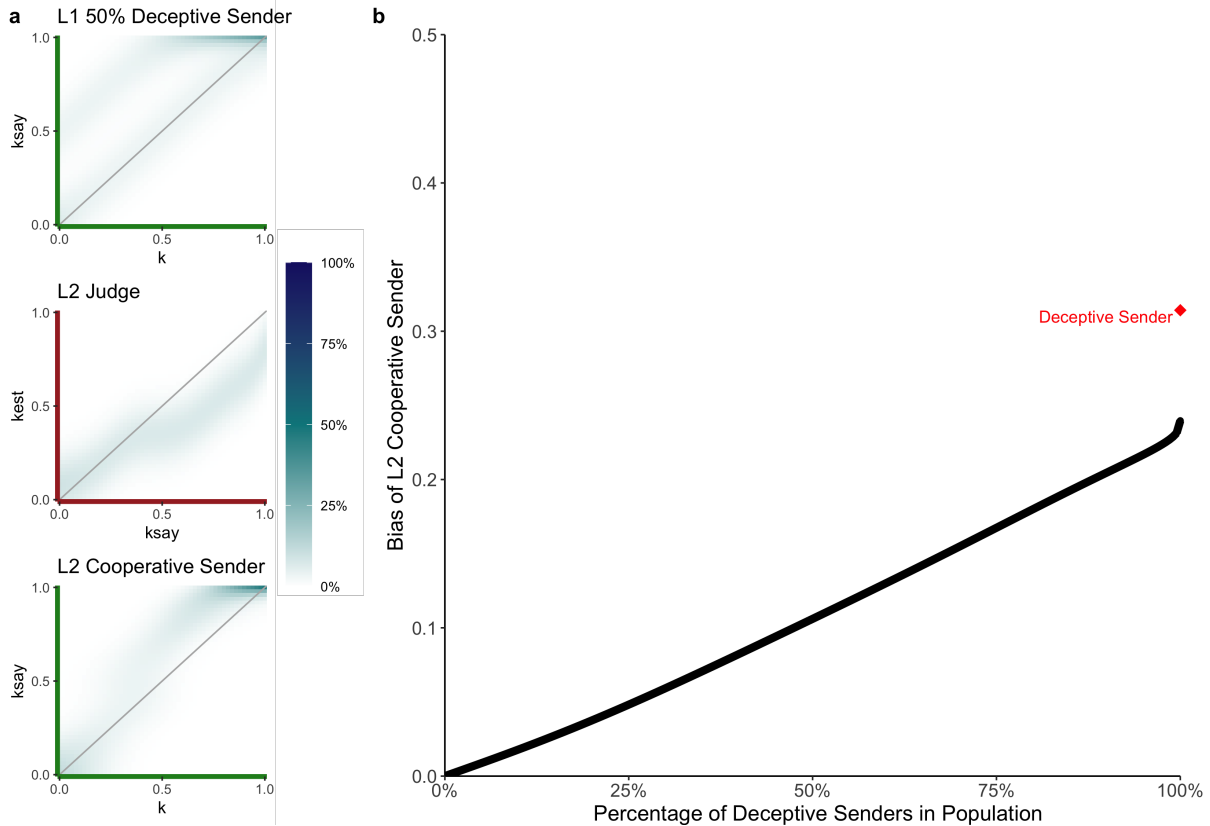 a
L1 50% Deceptive Sender
ksay
1.0
0.5
0.0
0.0 0.5 1.0
k
L2 Judge
kest
1.0
0.5
0.0
0.0 0.5 1.0
ksay
L2 Cooperative Sender
ksay
1.0
0.5
0.0
0.0 0.5 1.0
k
100%
75%
50%
25%
0%
b
Bias of L2 Cooperative Sender
0.5
0.4
0.3
0.2
0.1
0.0
Deceptive Sender
0% 25% 50% 75% 100%
Percentage of Deceptive Senders in Population